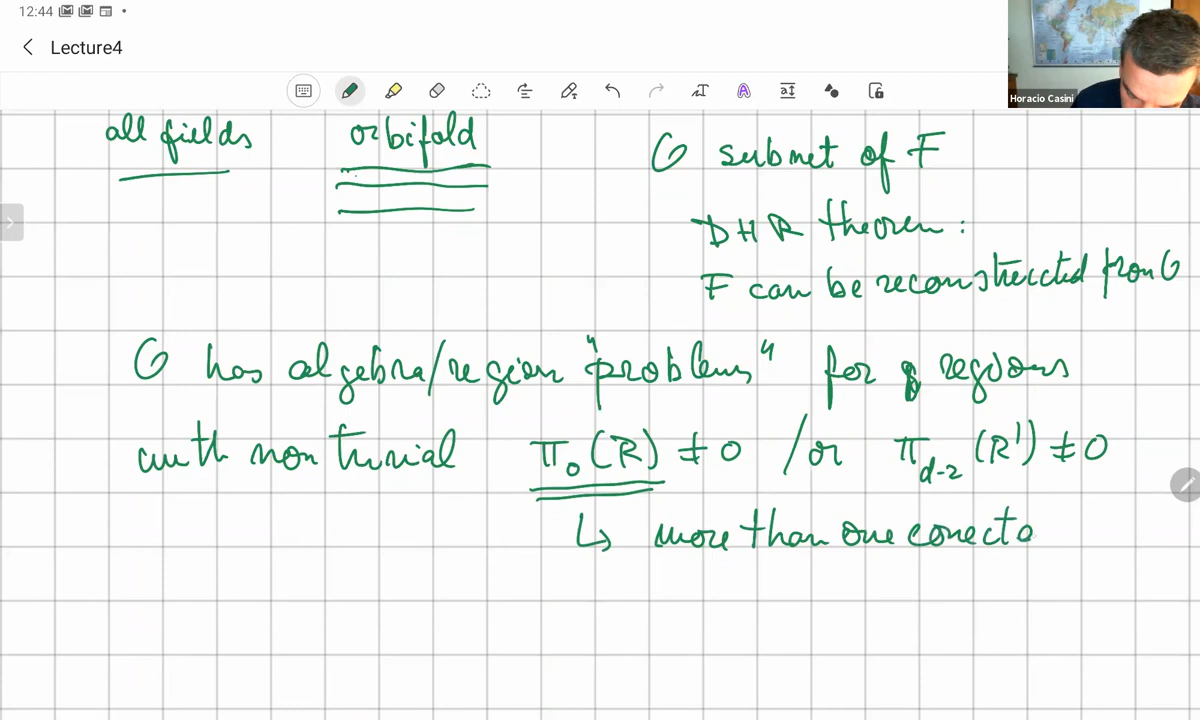 12:44
Lecture4
Horacio Casini
all fields
orbifold
O subnet of F
DHR theorem :
F can be reconstructed from O
O has algebra/region "problems" for regions
with non trivial π₀(R) ≠ 0 / or π_{d-2}(R') ≠ 0
↳ more than one conecto